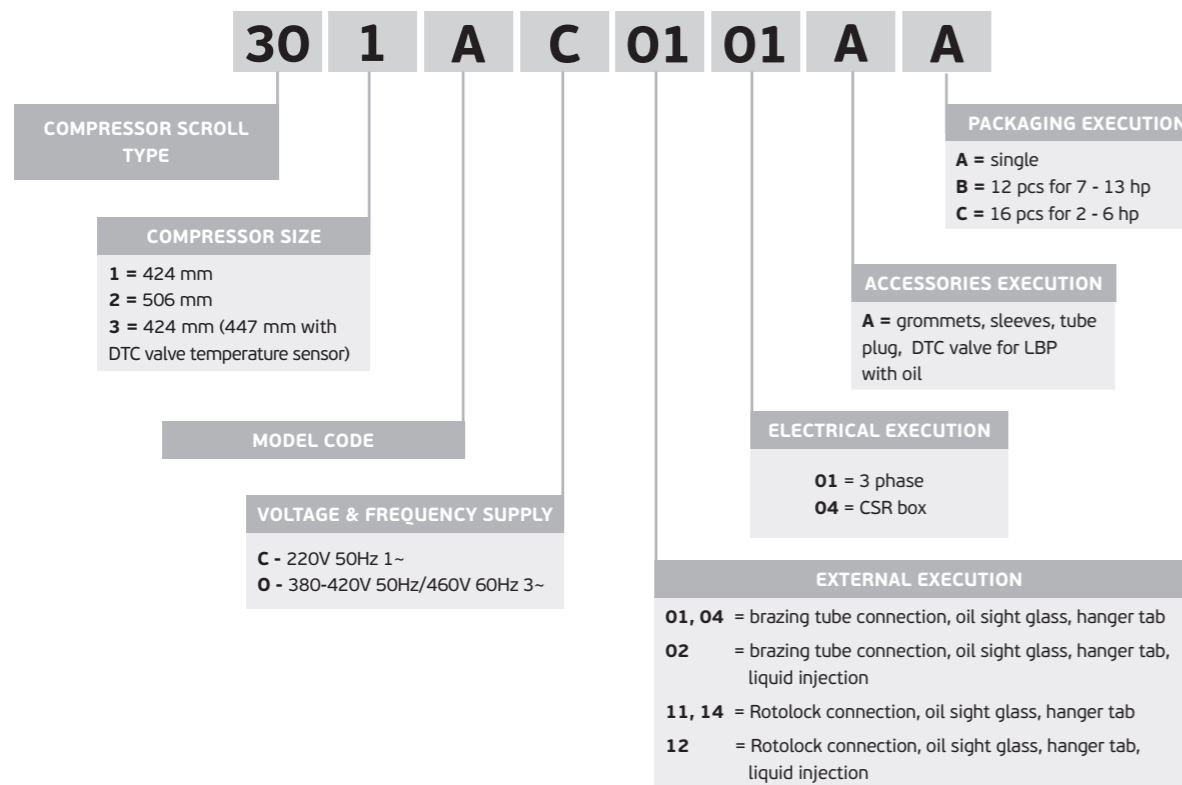 30 1 A C 01 01 A A
COMPRESSOR SCROLL
TYPE
COMPRESSOR SIZE
1 = 424 mm
2 = 506 mm
3 = 424 mm (447 mm with
DTC valve temperature sensor)
MODEL CODE
VOLTAGE & FREQUENCY SUPPLY
C - 220V 50Hz 1~
O - 380-420V 50Hz/460V 60Hz 3~
PACKAGING EXECUTION
A = single
B = 12 pcs for 7 - 13 hp
C = 16 pcs for 2 - 6 hp
ACCESSORIES EXECUTION
A = grommets, sleeves, tube
plug, DTC valve for LBP
with oil
ELECTRICAL EXECUTION
01 = 3 phase
04 = CSR box
EXTERNAL EXECUTION
01, 04 = brazing tube connection, oil sight glass, hanger tab
02 = brazing tube connection, oil sight glass, hanger tab,
liquid injection
11, 14 = Rotolock connection, oil sight glass, hanger tab
12 = Rotolock connection, oil sight glass, hanger tab,
liquid injection